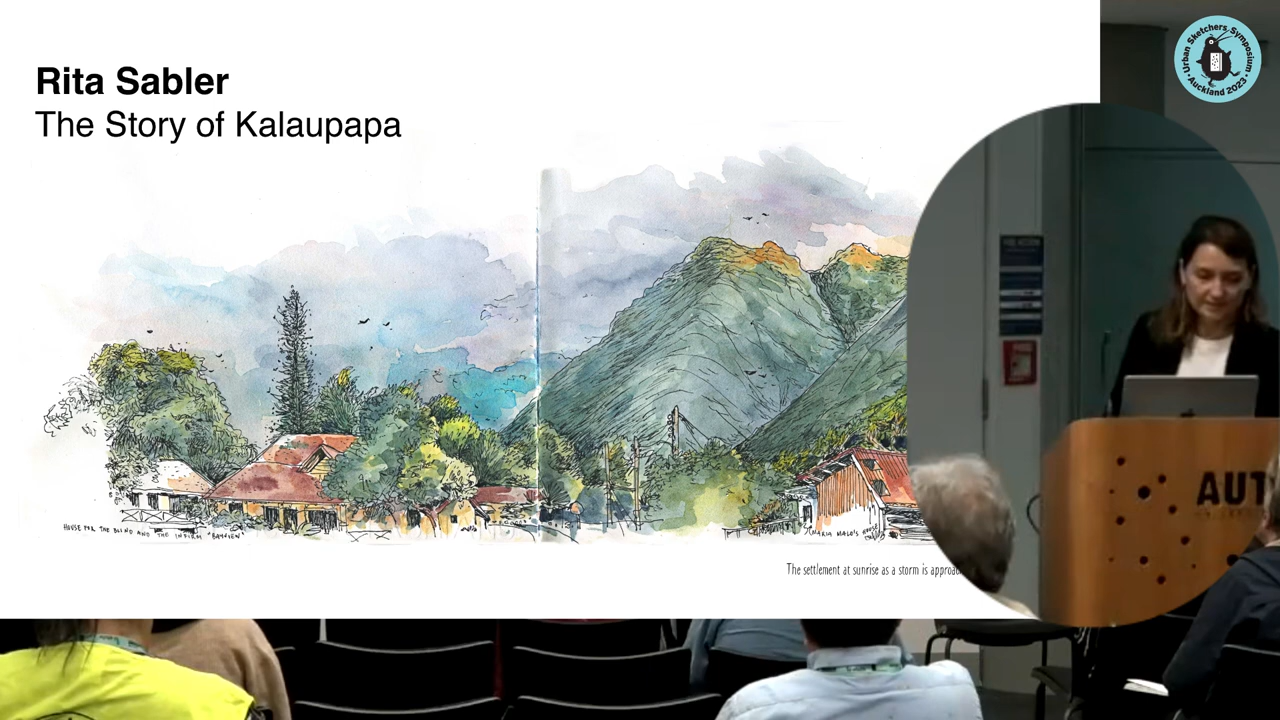 Rita Sabler
The Story of Kalaupapa
Urban Sketchers Symposium
Auckland 2023
HOUSE FOR THE BLIND AND THE INFIRM "BAYVIEW"
The settlement at sunrise as a storm is
AUT